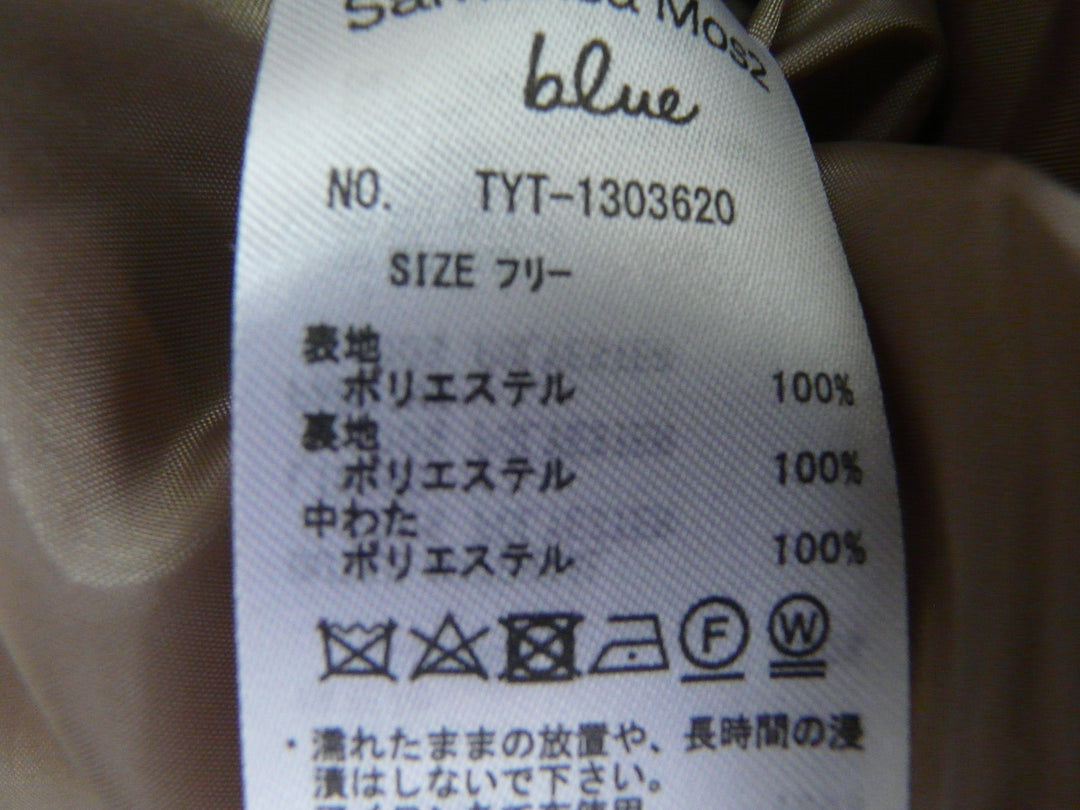 Mos2
blue
NO. TYT-1303620
SIZE フリー
表地
ポリエステル 100%
裏地
ポリエステル 100%
中わた
ポリエステル 100%
F W
・濡れたままの放置や、長時間の浸
漬はしないで下さい。